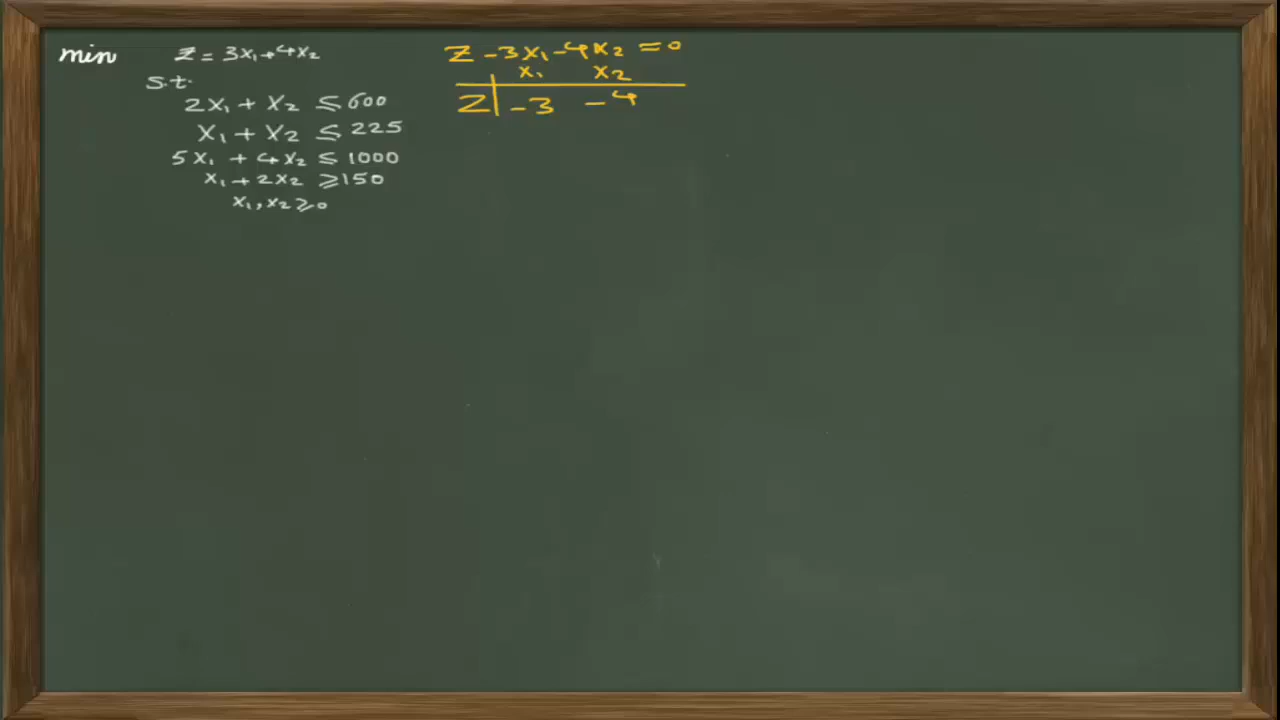 min Z = 3x₁ + 4x₂
s.t.
2x₁ + x₂ ≤ 600
x₁ + x₂ ≤ 225
5x₁ + 4x₂ ≤ 1000
x₁ + 2x₂ ≥ 150
x₁, x₂ ≥ 0
Z - 3x₁ - 4x₂ = 0
x₁ x₂
Z | -3 -4